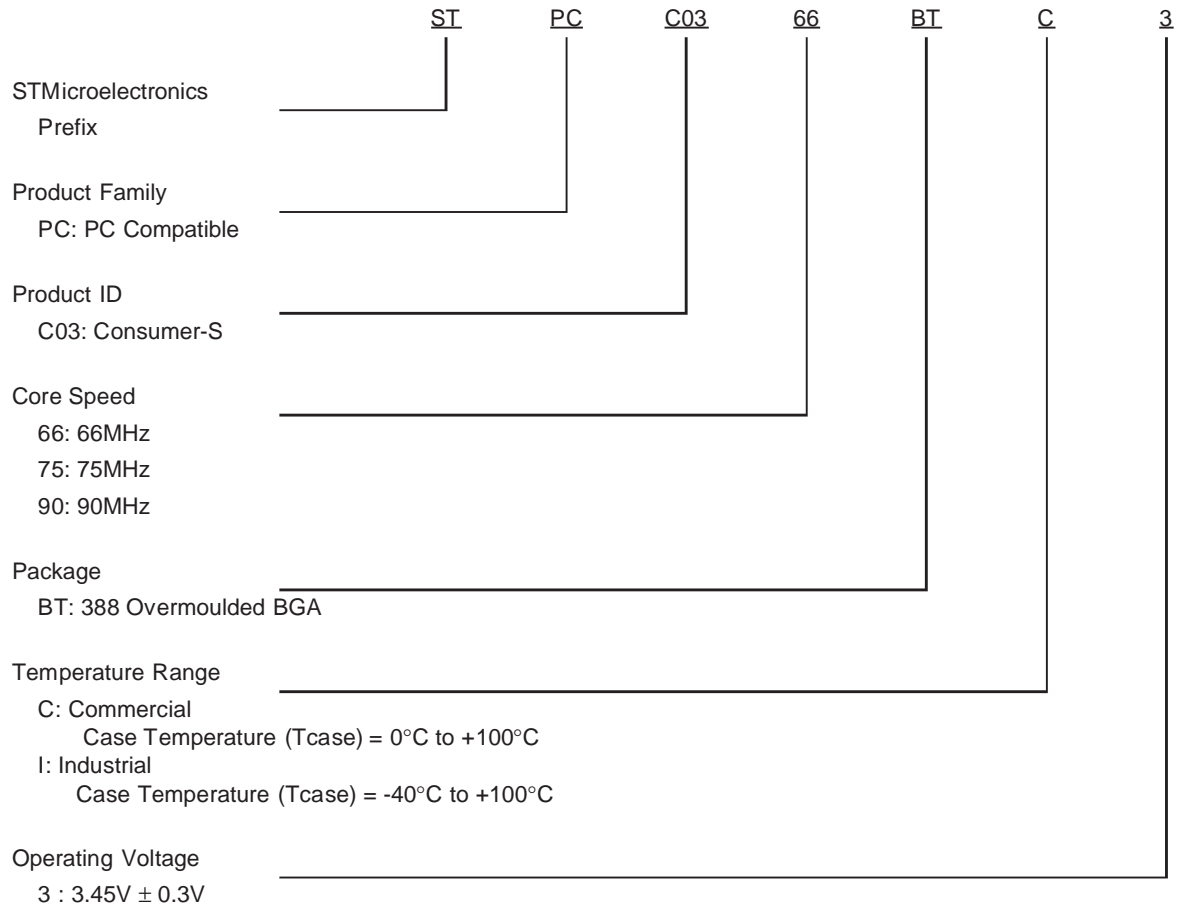 ST PC C03 66 BT C 3
STMicroelectronics
Prefix
Product Family
PC: PC Compatible
Product ID
C03: Consumer-S
Core Speed
66: 66MHz
75: 75MHz
90: 90MHz
Package
BT: 388 Overmoulded BGA
Temperature Range
C: Commercial
Case Temperature (Tcase) = 0°C to +100°C
I: Industrial
Case Temperature (Tcase) = -40°C to +100°C
Operating Voltage
3 : 3.45V ± 0.3V